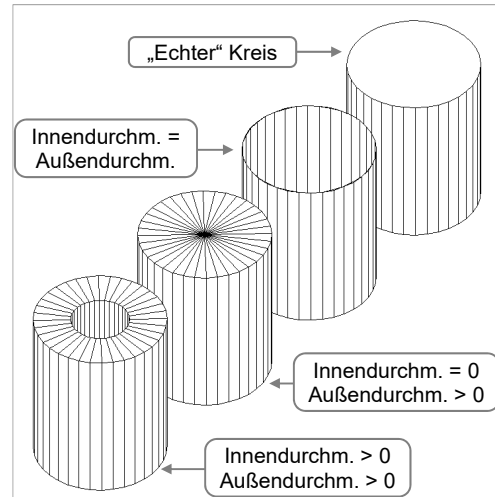 „Echter“ Kreis
Innendurchm. =
Außendurchm.
Innendurchm. = 0
Außendurchm. > 0
Innendurchm. > 0
Außendurchm. > 0